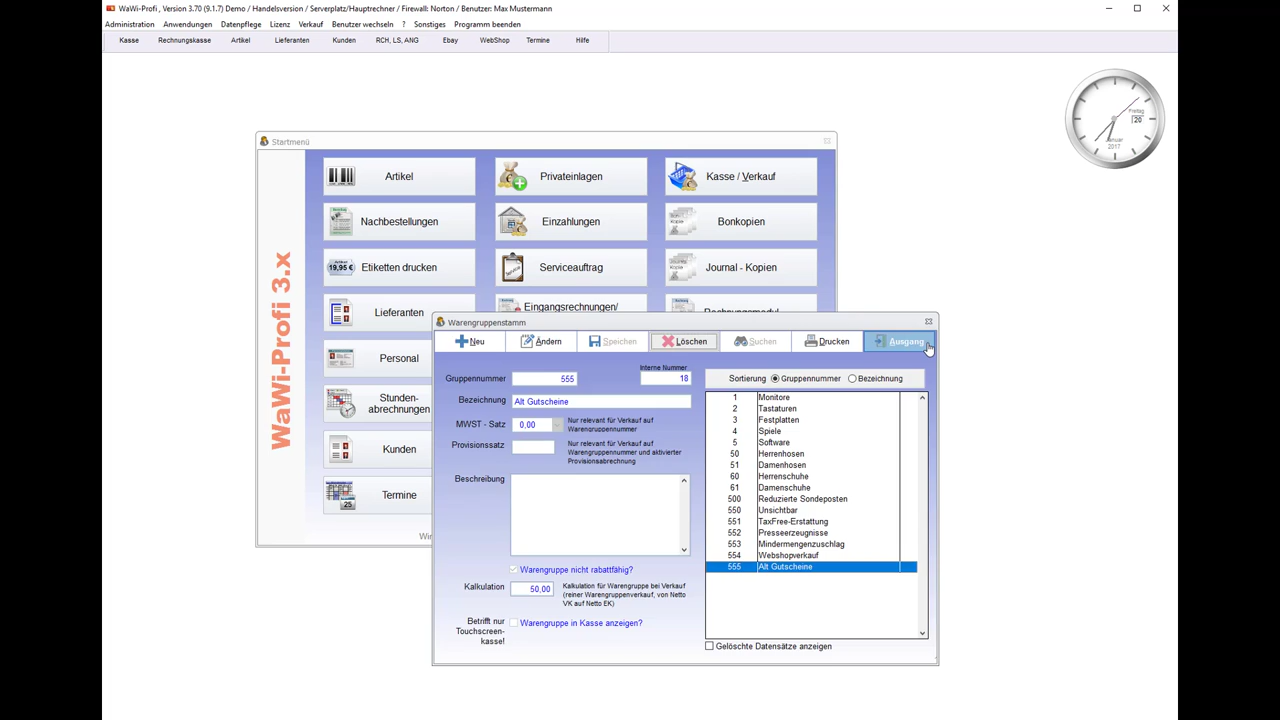 WaWi-Profi , Version 3.70 (9.1.7) Demo / Handelsversion / Serverplatz/Hauptrechner / Firewall: Norton / Benutzer: Max Mustermann
Administration Anwendungen Datenpflege Lizenz Verkauf Benutzer wechseln ? Sonstiges Programm beenden
Kasse Rechnungskasse Artikel Lieferanten Kunden RCH, LS, ANG Ebay WebShop Termine Hilfe
Freitag
20
Januar
2017
Startmenü
WaWi-Profi 3.x
Artikel Privateinlagen Kasse / Verkauf
Nachbestellungen Einzahlungen Bonkopien
19,95 € Etiketten drucken Serviceauftrag Journal - Kopien
Lieferanten Eingangsrechnungen/
Personal
Stunden-
abrechnungen
Kunden
25 Termine
Warengruppenstamm
Neu Ändern Speichen Löschen Suchen Drucken Ausgang
Interne Nummer
Gruppennummer 555 18
Bezeichnung Alt Gutscheine
MWST - Satz 0,00 Nur relevant für Verkauf auf
Warengruppennummer
Provisionssatz Nur relevant für Verkauf auf
Warengruppennummer und aktivierter
Provisionsabrechnung
Beschreibung
Warengruppe nicht rabattfähig?
Kalkulation 50,00 Kalkulation für Warengruppe bei Verkauf
(reiner Warengruppenverkauf, von Netto
VK auf Netto EK)
Betrifft nur
Touchscreen-
kasse!
Warengruppe in Kasse anzeigen?
Sortierung Gruppennummer Bezeichnung
1 Monitore
2 Tastaturen
3 Festplatten
4 Spiele
5 Software
50 Herrenhosen
51 Damenhosen
60 Herrenschuhe
61 Damenschuhe
500 Reduzierte Sondeposten
550 Unsichtbar
551 TaxFree-Erstattung
552 Presseerzeugnisse
553 Mindermengenzuschlag
554 Webshopverkauf
555 Alt Gutscheine
Gelöschte Datensätze anzeigen